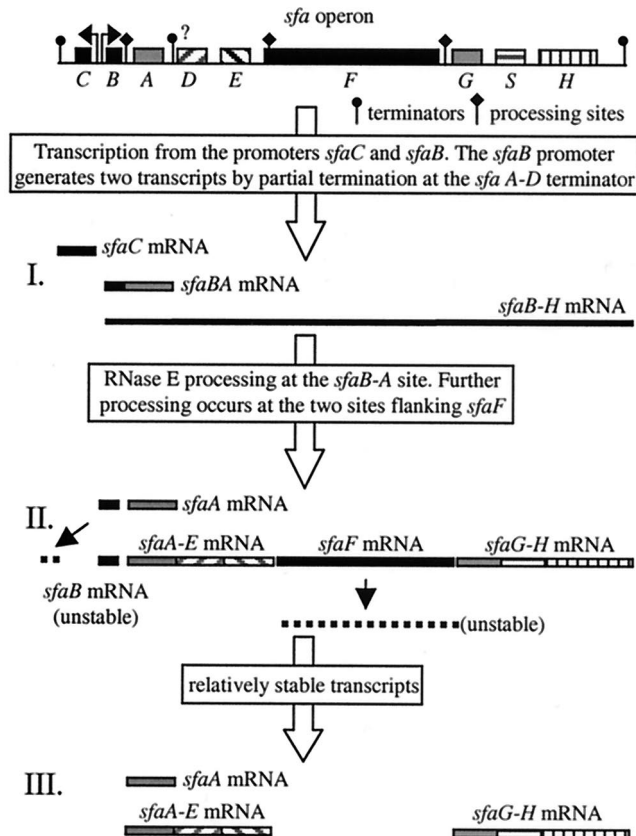 sfa operon
?
C B A D E F G S H
terminators processing sites
Transcription from the promoters sfaC and sfaB. The sfaB promoter
generates two transcripts by partial termination at the sfa A-D terminator
sfaC mRNA
I.
sfaBA mRNA
sfaB-H mRNA
RNase E processing at the sfaB-A site. Further
processing occurs at the two sites flanking sfaF
sfaA mRNA
II.
sfaA-E mRNA sfaF mRNA sfaG-H mRNA
sfaB mRNA
(unstable)
(unstable)
relatively stable transcripts
III.
sfaA mRNA
sfaA-E mRNA sfaG-H mRNA